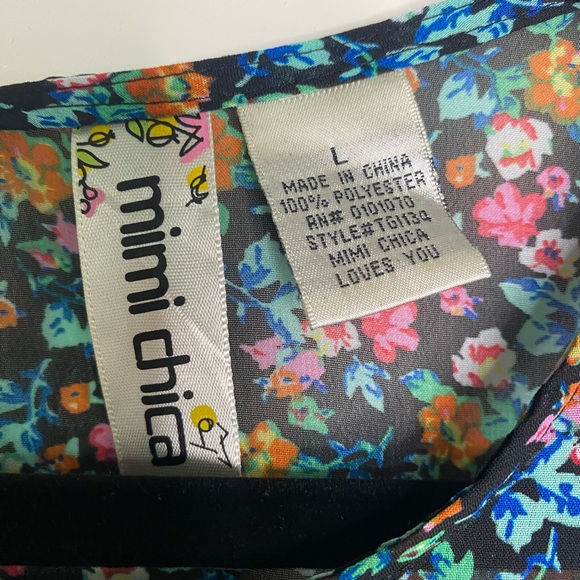 mimi chica
L
MADE IN CHINA
100% POLYESTER
RN# 0101070
STYLE#TG1134
MIMI CHICA
LOVES YOU